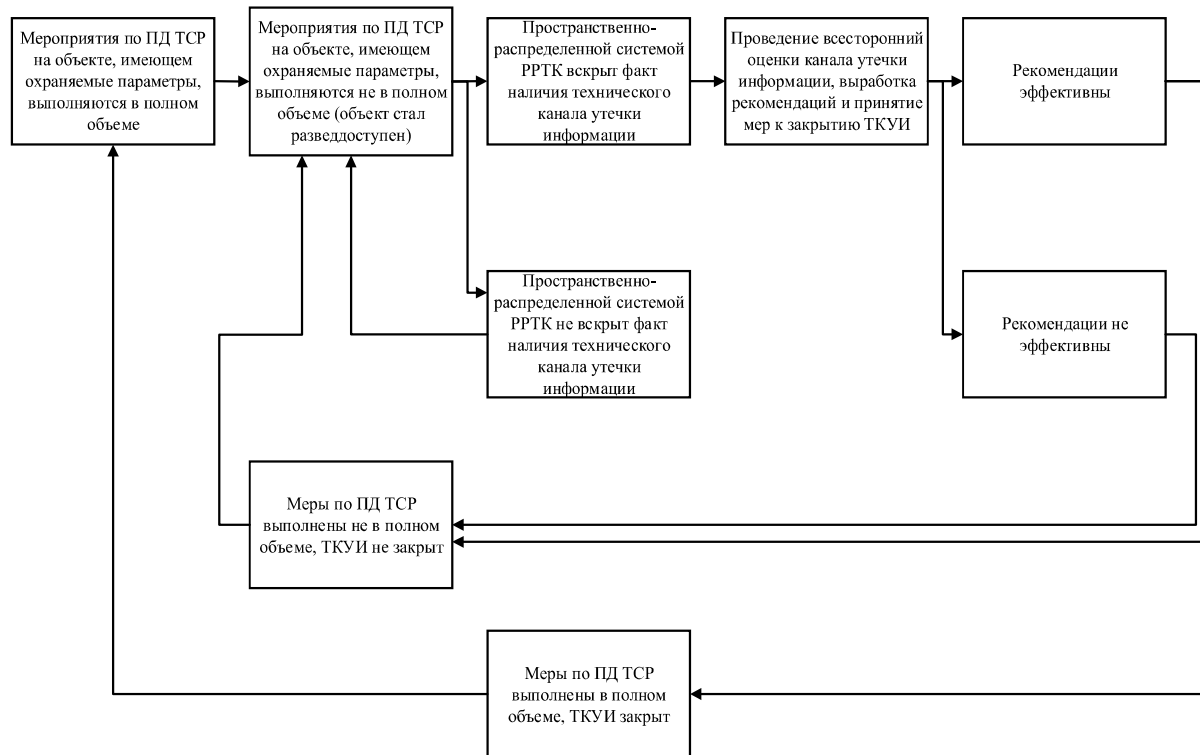 Мероприятия по ПД ТСР
на объекте, имеющем
охраняемые параметры,
выполняются в полном
объеме
Мероприятия по ПД ТСР
на объекте, имеющем
охраняемые параметры,
выполняются не в полном
объеме (объект стал
разведдоступен)
Пространственно-
распределенной системой
РРТК вскрыт факт
наличия технического
канала утечки
информации
Проведение всесторонний
оценки канала утечки
информации, выработка
рекомендаций и принятие
мер к закрытию ТКУИ
Рекомендации
эффективны
Пространственно-
распределенной системой
РРТК не вскрыт факт
наличия технического
канала утечки
информации
Рекомендации не
эффективны
Меры по ПД ТСР
выполнены не в полном
объеме, ТКУИ не закрыт
Меры по ПД ТСР
выполнены в полном
объеме, ТКУИ закрыт